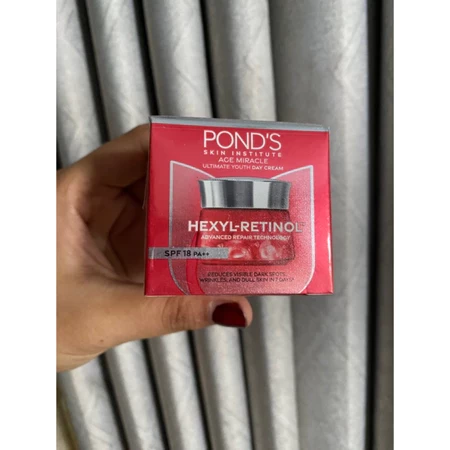 POND'S
SKIN INSTITUTE
AGE MIRACLE
ULTIMATE YOUTH DAY CREAM
HEXYL-RETINOL
ADVANCED REPAIR TECHNOLOGY
SPF 18 PA++
REDUCES VISIBLE DARK SPOTS,
WRINKLES, AND DULL SKIN IN 7 DAYS*